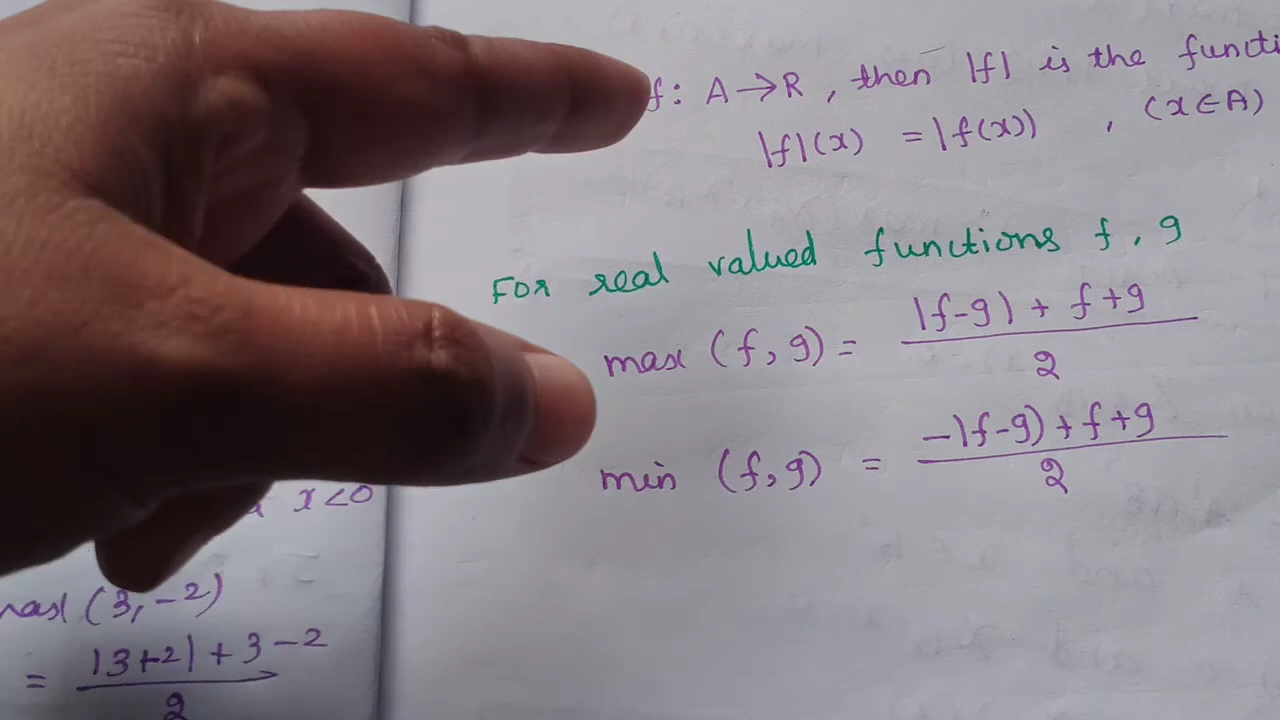 f: A→R, then |f| is the functi
|f|(x) = |f(x)| , (x∈A)
For real valued functions f, g
max (f, g) = |f-g| + f+g / 2
min (f, g) = -|f-g| + f+g / 2
x<0
max (3, -2)
= |3+2| + 3-2 / 2